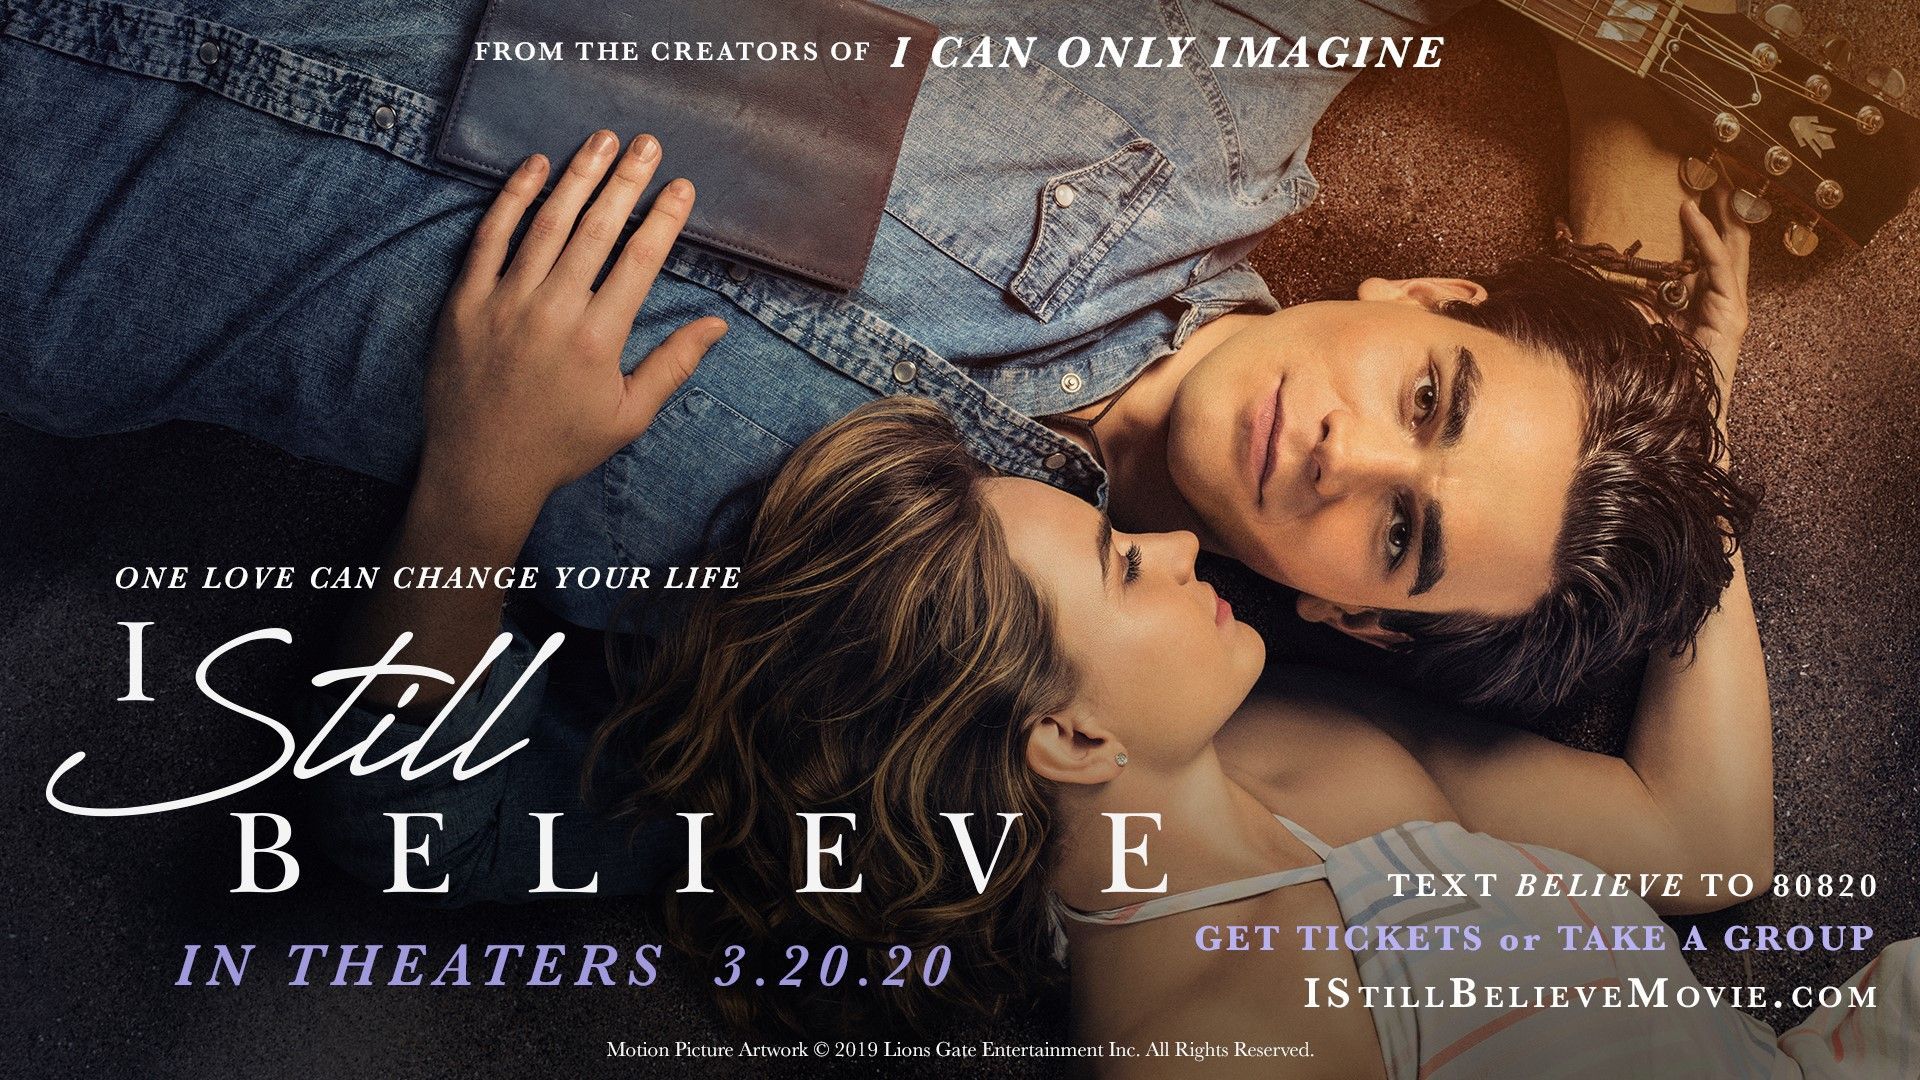 FROM THE CREATORS OF I CAN ONLY IMAGINE
ONE LOVE CAN CHANGE YOUR LIFE
I Still
BELIEVE
IN THEATERS 3.20.20
TEXT BELIEVE TO 80820
GET TICKETS or TAKE A GROUP
IStillBelieveMovie.com
Motion Picture Artwork © 2019 Lions Gate Entertainment Inc. All Rights Reserved.